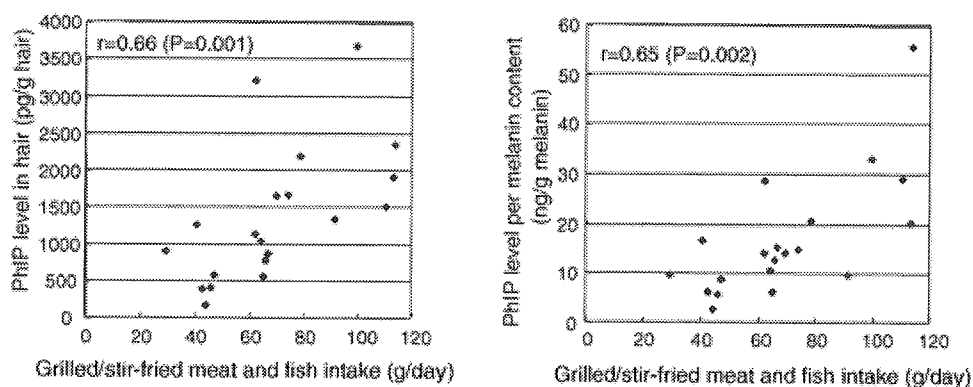 4000
3500
3000
2500
2000
1500
1000
500
0
r=0.66 (P=0.001)
PhIP level in hair (pg/g hair)
0 20 40 60 80 100 120
Grilled/stir-fried meat and fish intake (g/day)
60
50
40
30
20
10
0
r=0.65 (P=0.002)
PhIP level per melanin content
(ng/g melanin)
0 20 40 60 80 100 120
Grilled/stir-fried meat and fish intake (g/day)